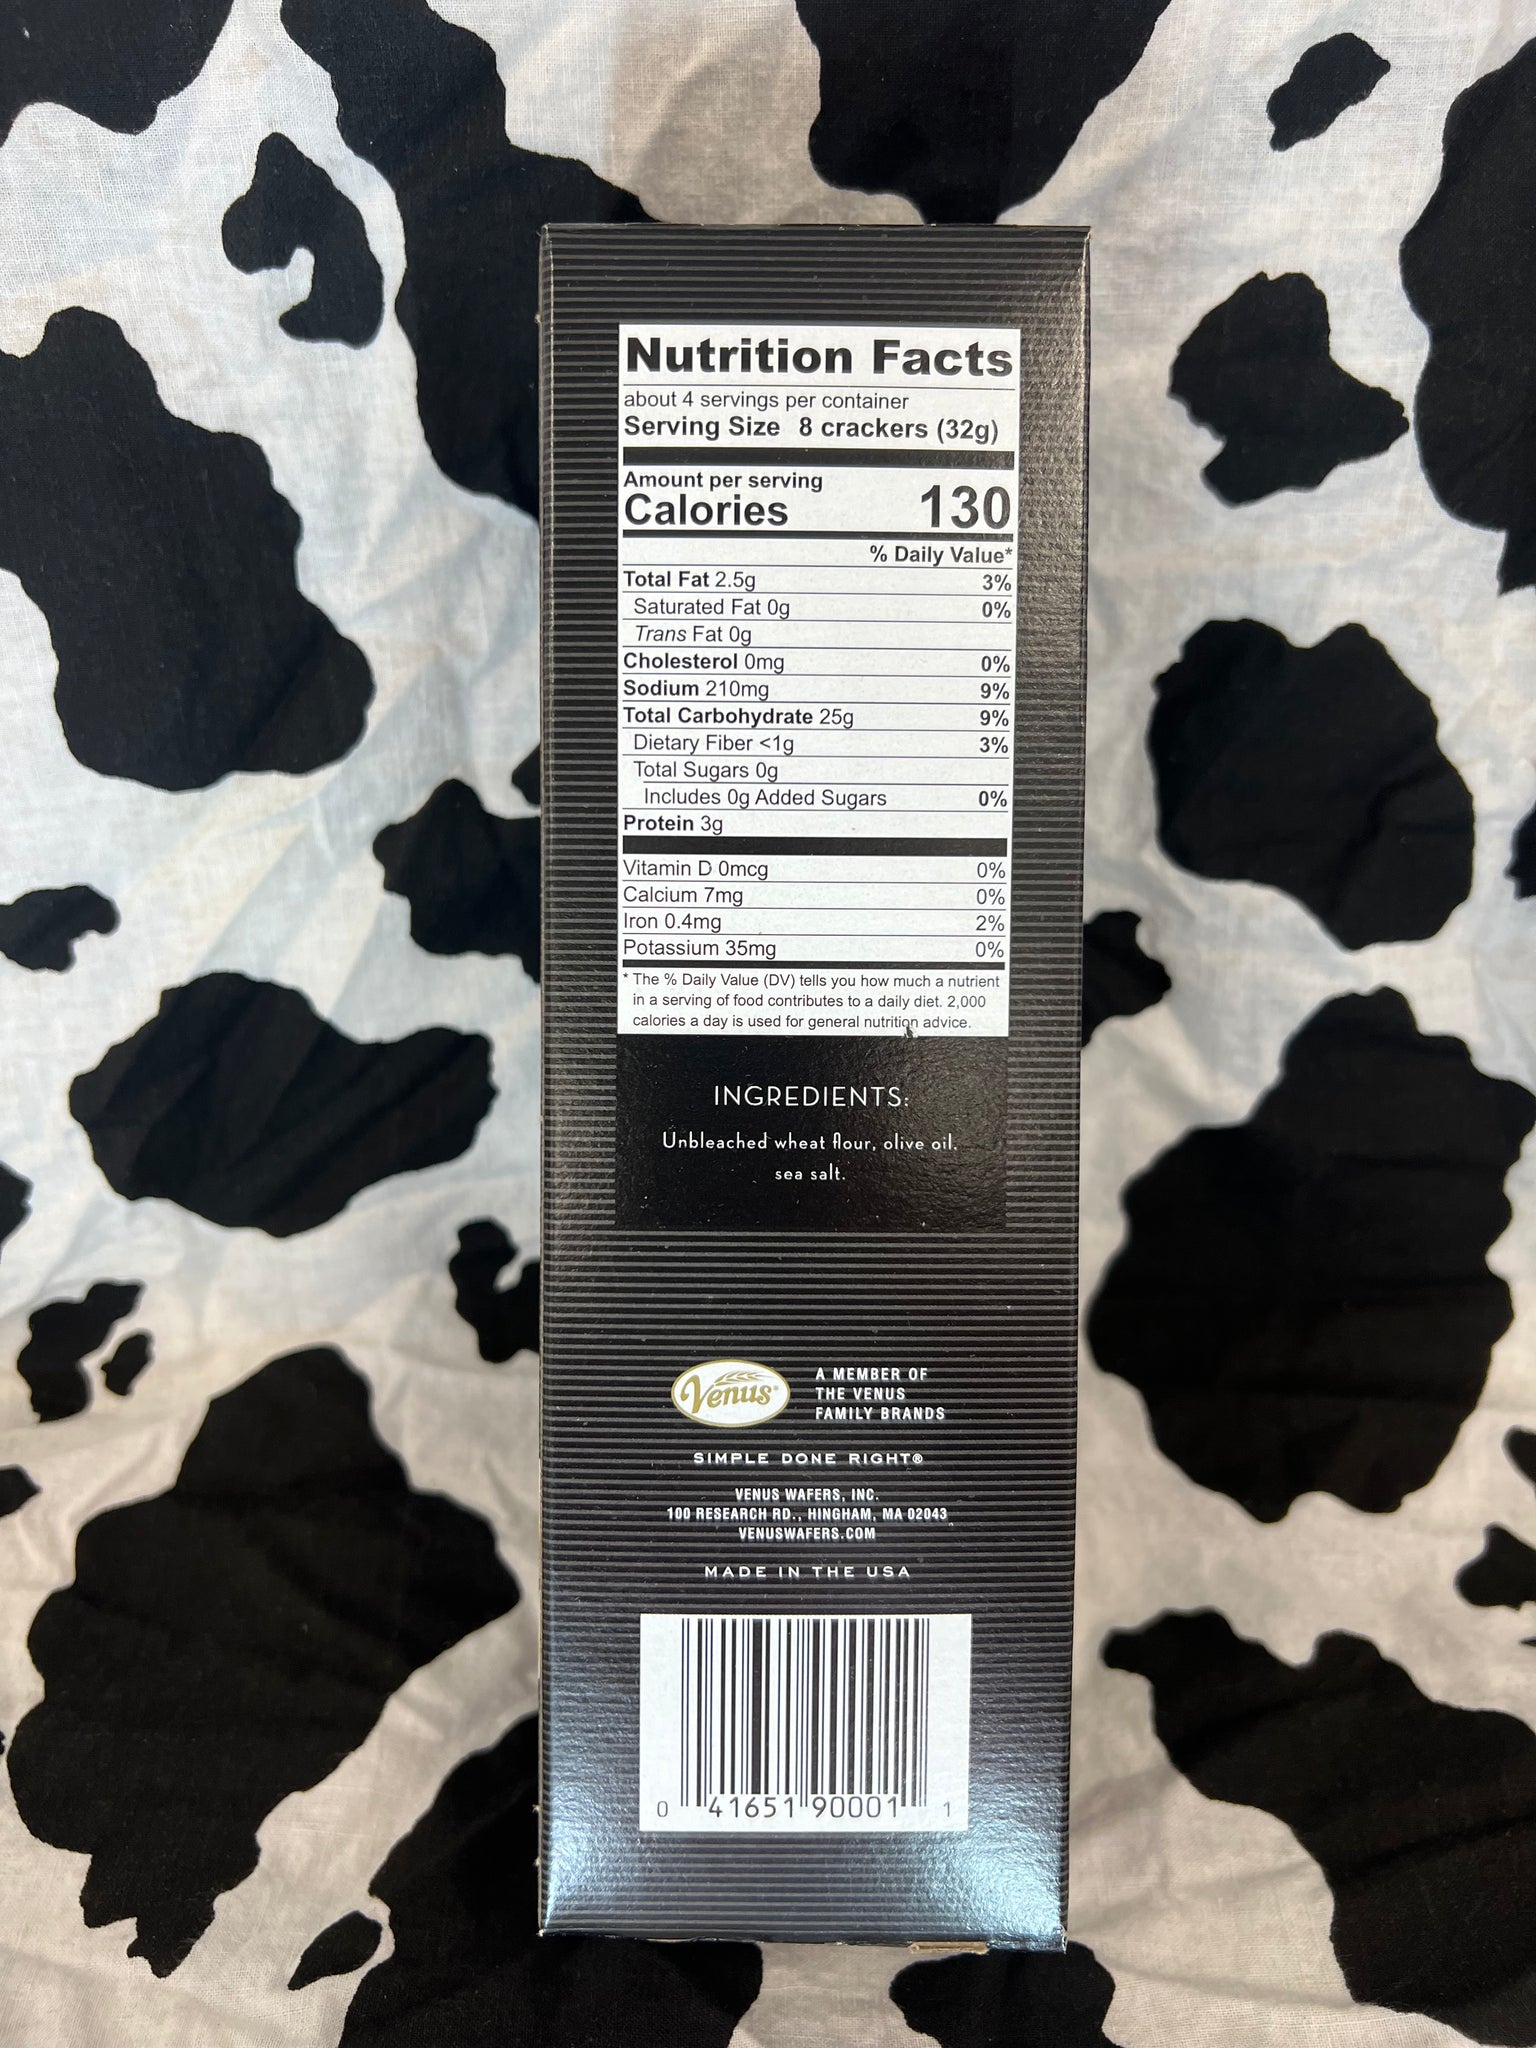 Nutrition Facts
about 4 servings per container
Serving Size 8 crackers (32g)
Amount per serving
Calories 130
% Daily Value*
Total Fat 2.5g 3%
Saturated Fat 0g 0%
Trans Fat 0g
Cholesterol 0mg 0%
Sodium 210mg 9%
Total Carbohydrate 25g 9%
Dietary Fiber <1g 3%
Total Sugars 0g
Includes 0g Added Sugars 0%
Protein 3g
Vitamin D 0mcg 0%
Calcium 7mg 0%
Iron 0.4mg 2%
Potassium 35mg 0%
* The % Daily Value (DV) tells you how much a nutrient
in a serving of food contributes to a daily diet. 2,000
calories a day is used for general nutrition advice.
INGREDIENTS:
Unbleached wheat flour, olive oil.
sea salt.
Venus®
A MEMBER OF
THE VENUS
FAMILY BRANDS
SIMPLE DONE RIGHT®
VENUS WAFERS, INC.
100 RESEARCH RD., HINGHAM, MA 02043
VENUSWAFERS.COM
MADE IN THE USA
0 41651 90001 1